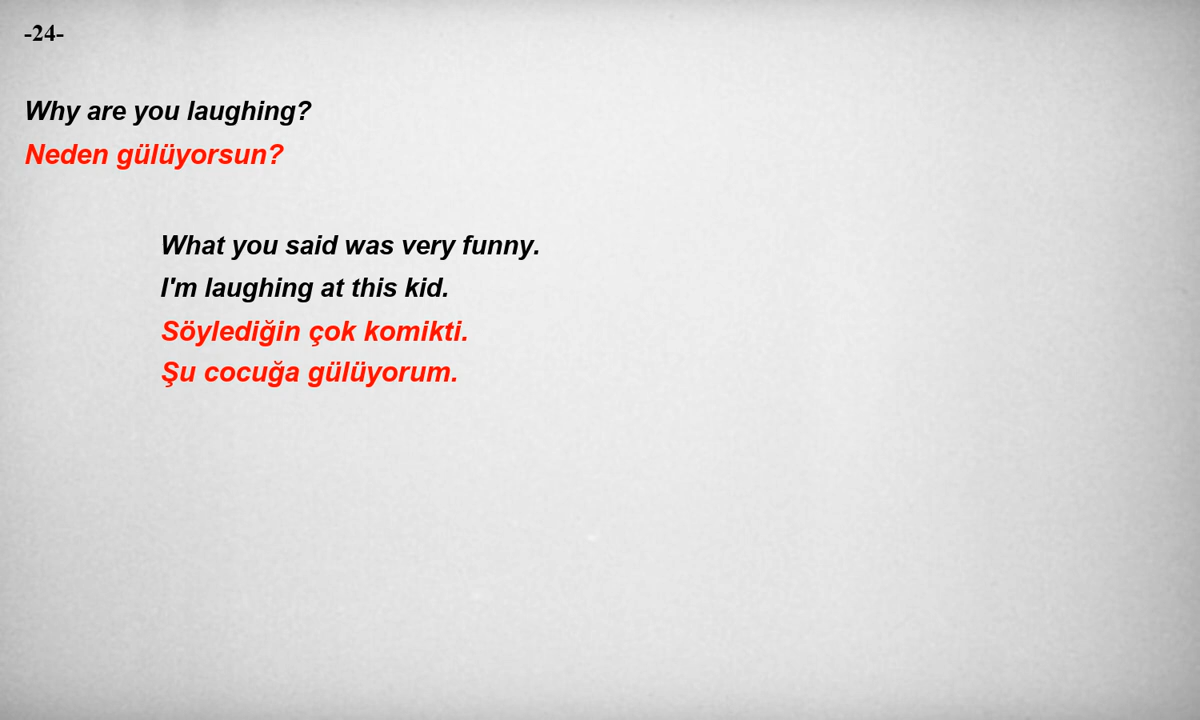 -24-
Why are you laughing?
Neden gülüyorsun?
What you said was very funny.
I'm laughing at this kid.
Söylediğin çok komikti.
Şu cocuğa gülüyorum.